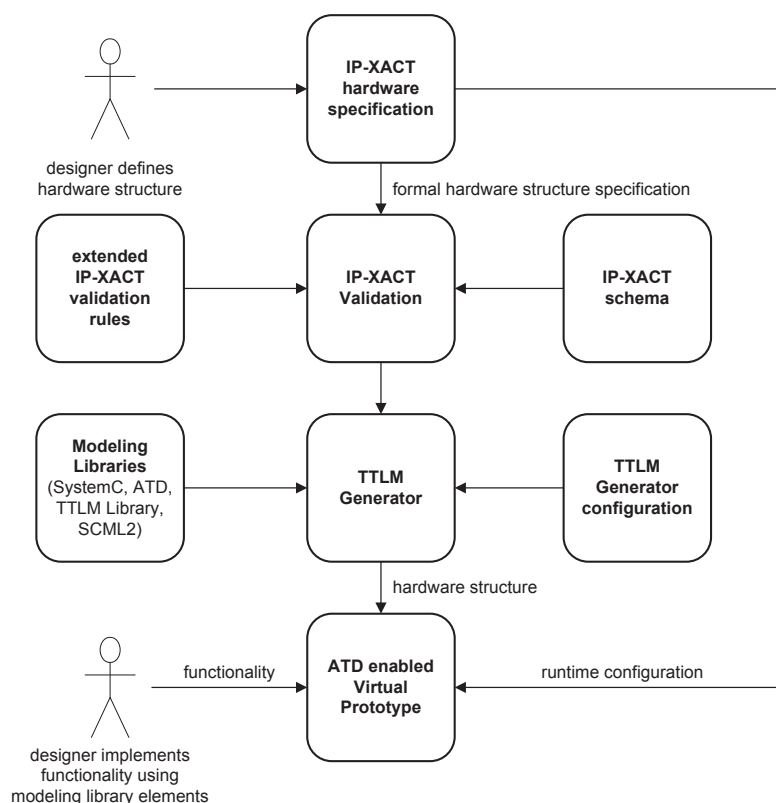 IP-XACT
hardware
specification
designer defines
hardware structure
formal hardware structure specification
extended
IP-XACT
validation
rules
IP-XACT
Validation
IP-XACT
schema
Modeling
Libraries
(SystemC, ATD,
TTLM Library,
SCML2)
TTLM
Generator
TTLM
Generator
configuration
hardware structure
functionality
ATD enabled
Virtual
Prototype
runtime configuration
designer implements
functionality using
modeling library elements